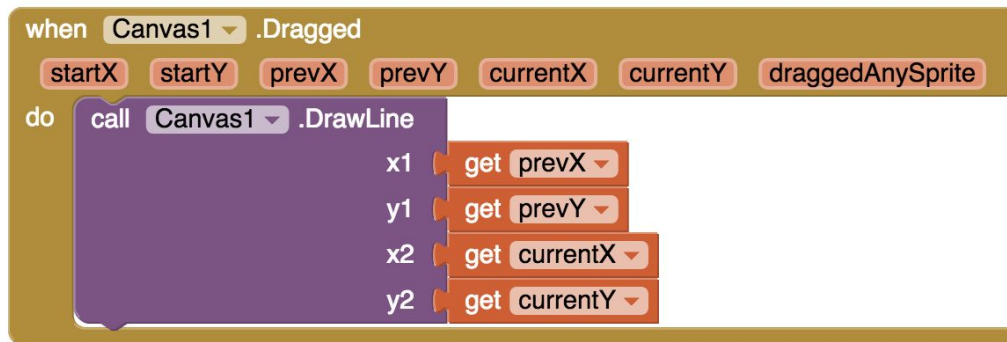 when Canvas1 .Dragged
startX startY prevX prevY currentX currentY draggedAnySprite
do call Canvas1 .DrawLine
x1 get prevX
y1 get prevY
x2 get currentX
y2 get currentY